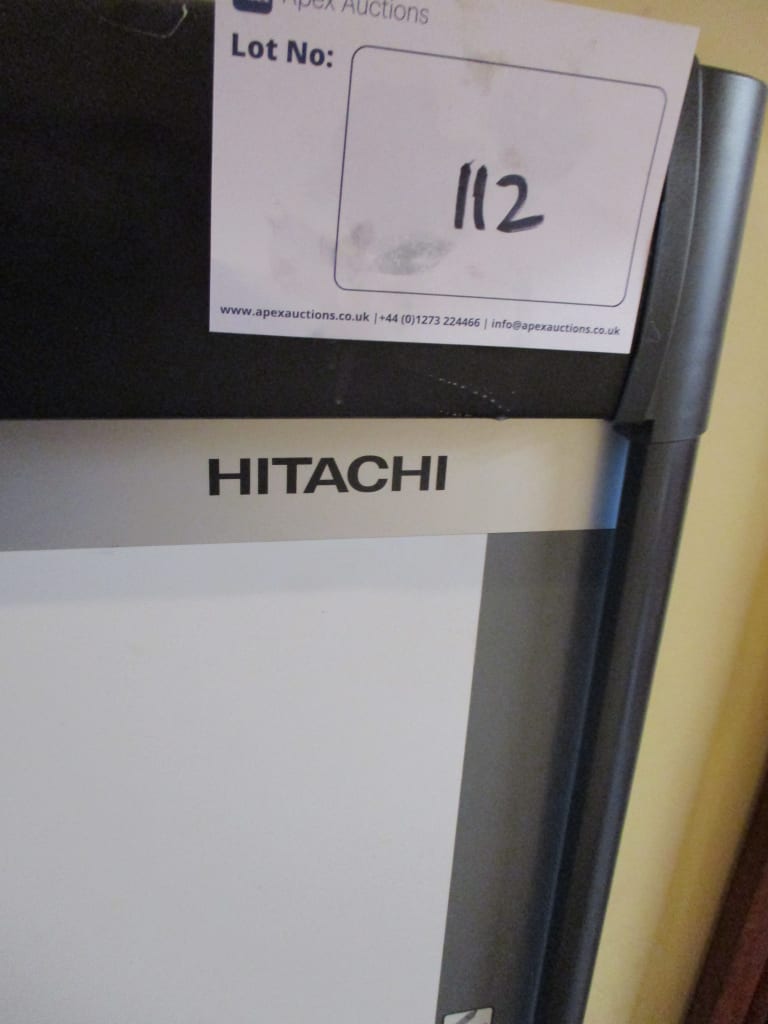 Apex Auctions
Lot No:
112
www.apexauctions.co.uk | +44 (0)1273 224466 | info@apexauctions.co.uk
HITACHI